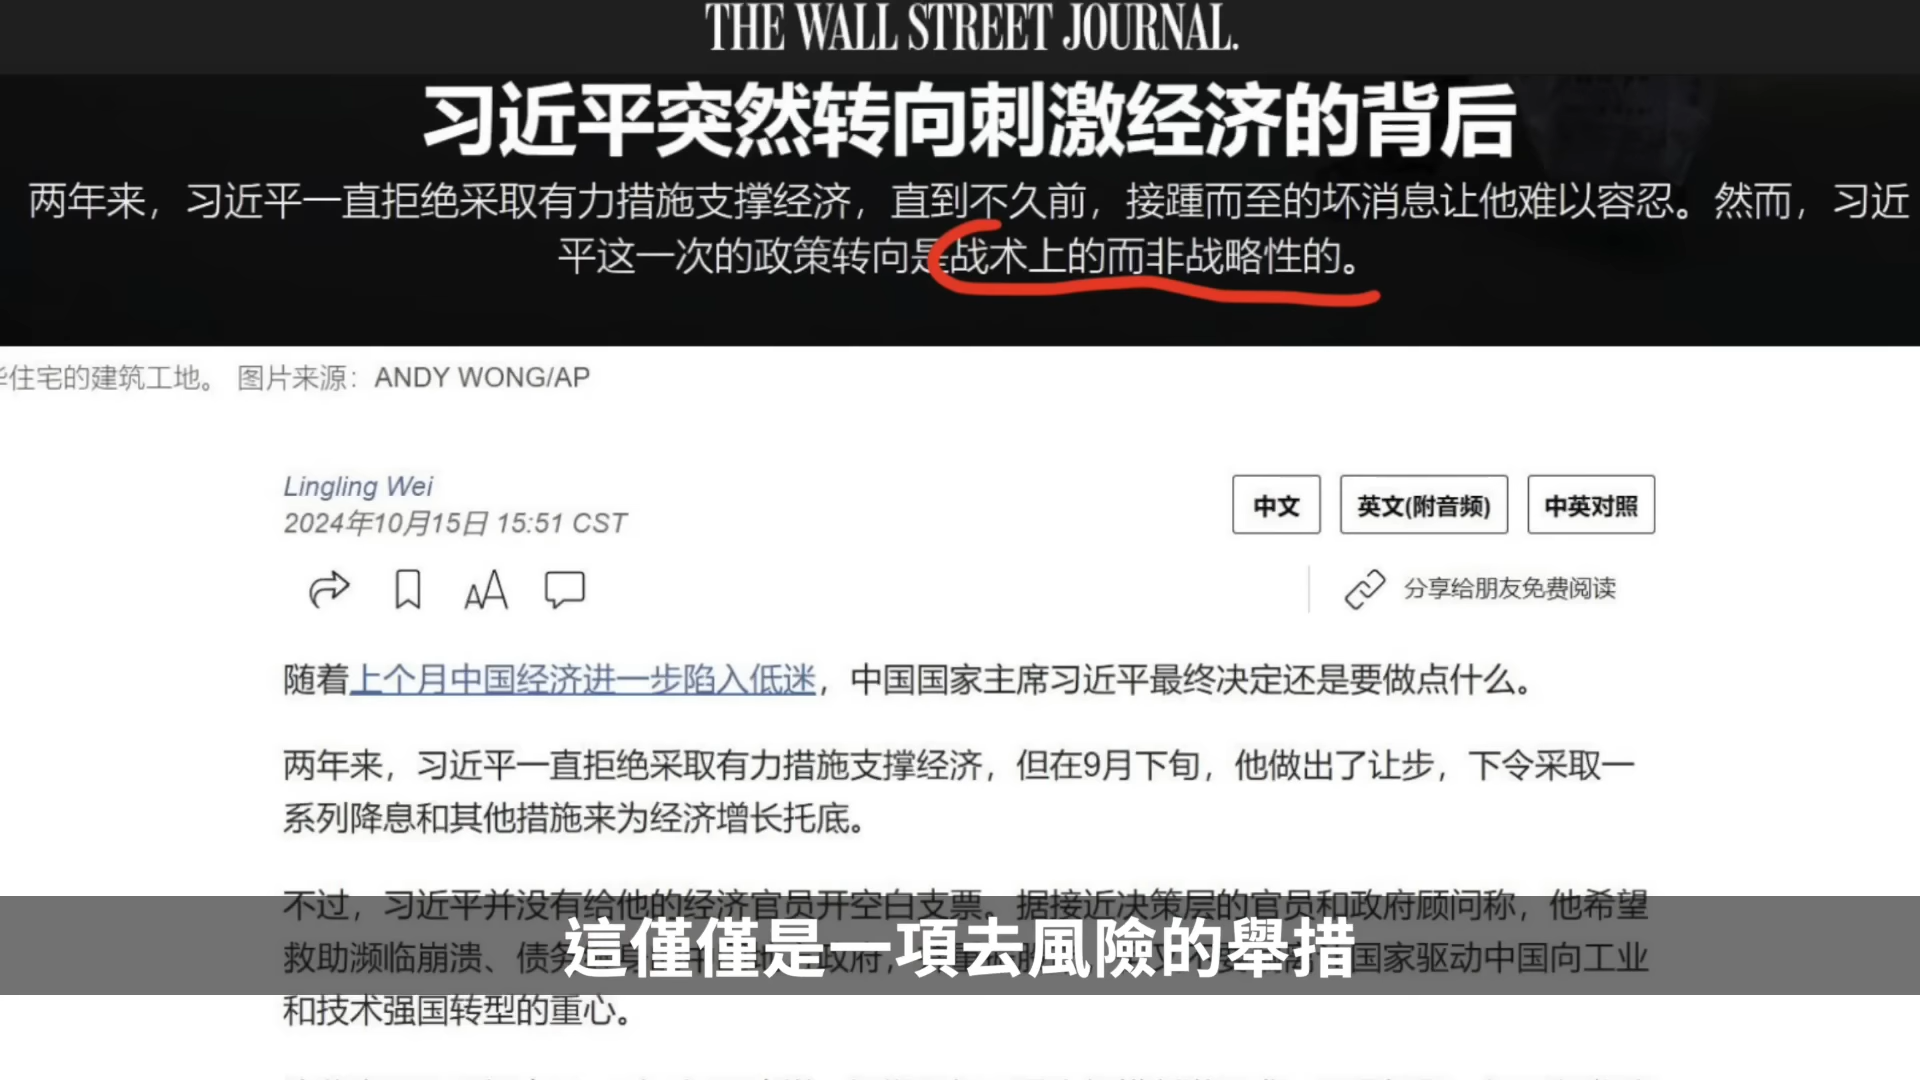 THE WALL STREET JOURNAL.
习近平突然转向刺激经济的背后
两年来，习近平一直拒绝采取有力措施支撑经济，直到不久前，接踵而至的坏消息让他难以容忍。然而，习近
平这一次的政策转向是战术上的而非战略性的。
住宅的建筑工地。 图片来源：ANDY WONG/AP
Lingling Wei
2024年10月15日 15:51 CST
中文 英文(附音频) 中英对照
AA
分享给朋友免费阅读
随着上个月中国经济进一步陷入低迷，中国国家主席习近平最终决定还是要做点什么。
两年来，习近平一直拒绝采取有力措施支撑经济，但在9月下旬，他做出了让步，下令采取一
系列降息和其他措施来为经济增长托底。
不过，习近平并没有给他的经济官员开空白支票。据接近决策层的官员和政府顾问称，他希望
救助濒临崩溃、债务 政府， 国家驱动中国向工业
這僅僅是一項去風險的舉措
和技术强国转型的重心。